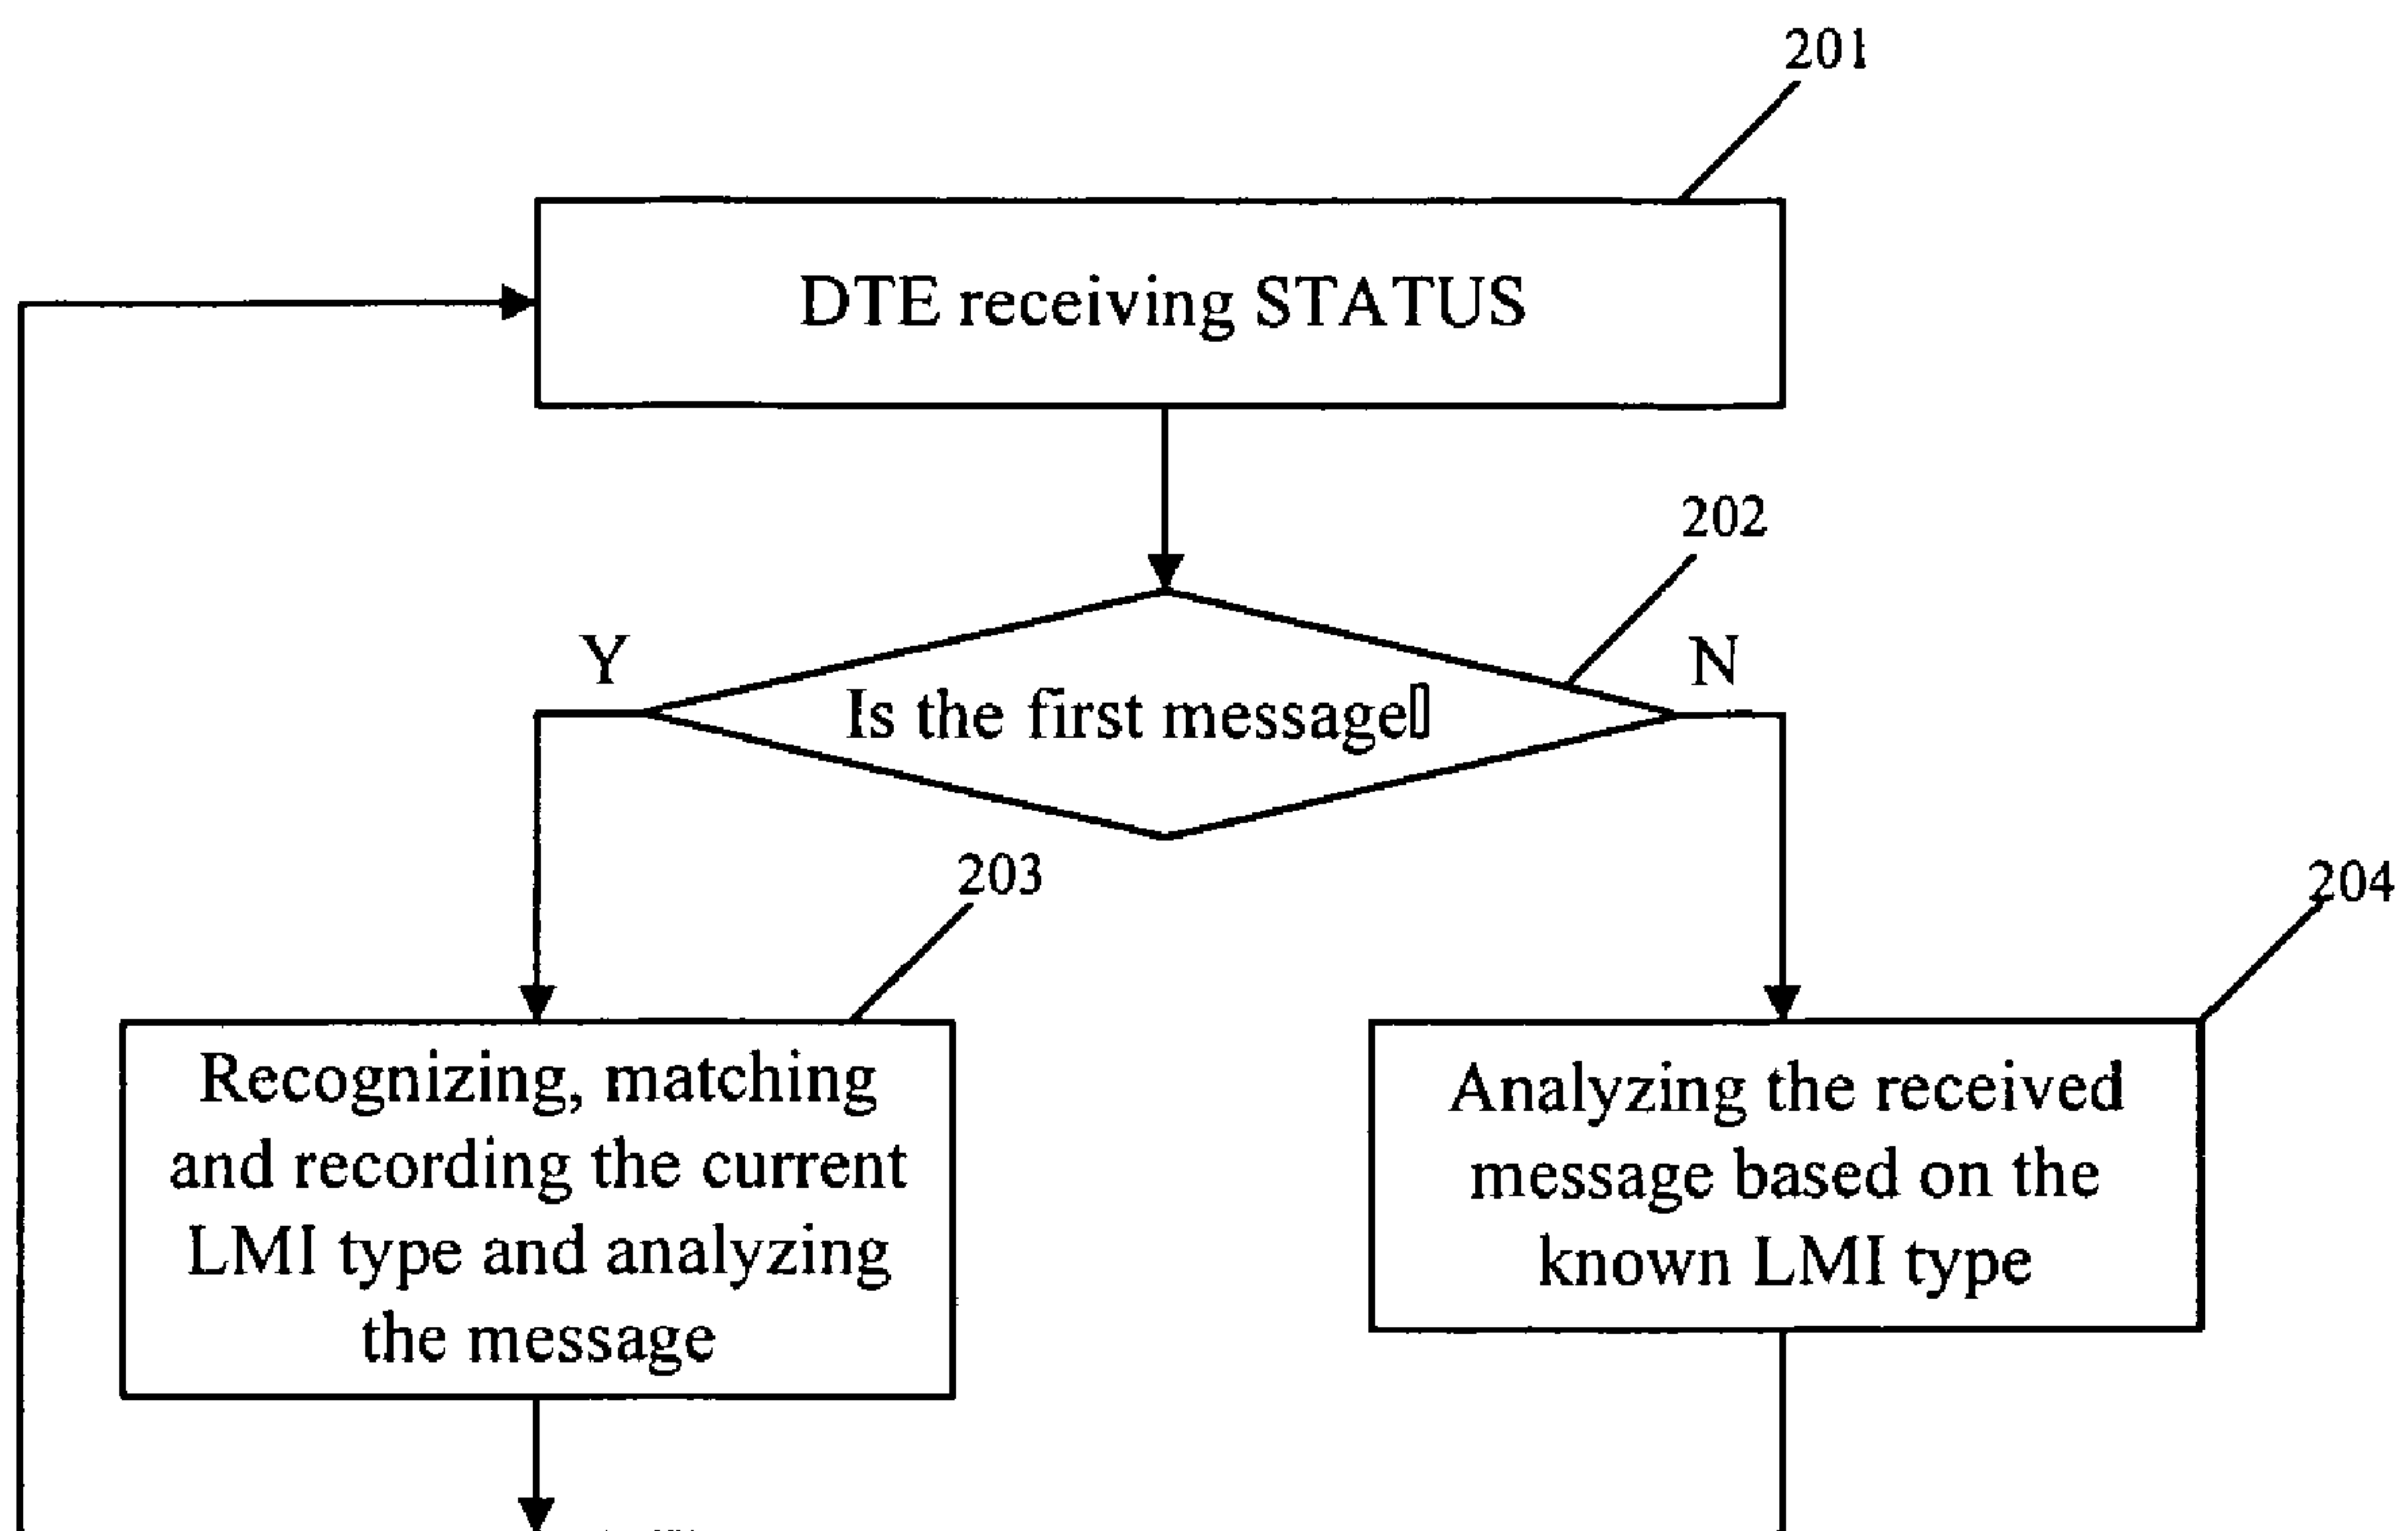 201
DTE receiving STATUS
202
Y
N
Is the first message▯
203
204
Recognizing, matching
and recording the current
LMI type and analyzing
the message
Analyzing the received
message based on the
known LMI type